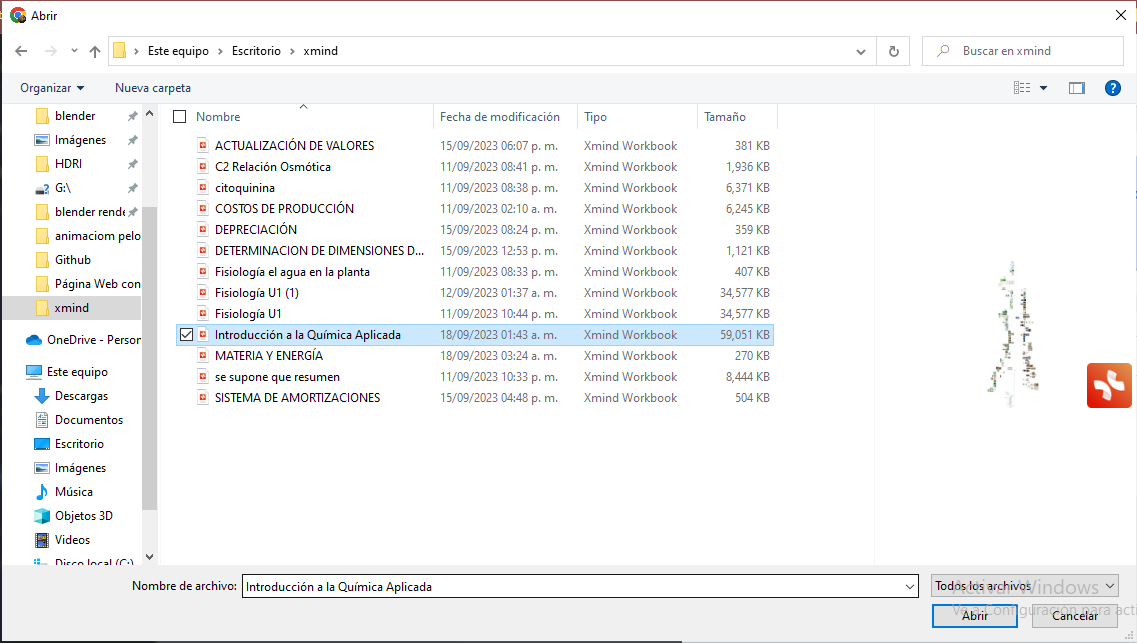 Abrir
Este equipo > Escritorio > xmind
Buscar en xmind
Organizar
Nueva carpeta
blender
Imágenes
HDRI
G:\
blender rende
animaciom pelo
Github
Página Web con
xmind
OneDrive - Person
Este equipo
Descargas
Documentos
Escritorio
Imágenes
Música
Objetos 3D
Videos
Disco local (C:)
Nombre Fecha de modificación Tipo Tamaño
ACTUALIZACIÓN DE VALORES 15/09/2023 06:07 p. m. Xmind Workbook 381 KB
C2 Relación Osmótica 11/09/2023 08:41 p. m. Xmind Workbook 1,936 KB
citoquinina 11/09/2023 08:38 p. m. Xmind Workbook 6,371 KB
COSTOS DE PRODUCCIÓN 11/09/2023 02:10 a. m. Xmind Workbook 6,245 KB
DEPRECIACIÓN 15/09/2023 08:24 p. m. Xmind Workbook 359 KB
DETERMINACION DE DIMENSIONES D... 15/09/2023 12:53 p. m. Xmind Workbook 1,121 KB
Fisiología el agua en la planta 11/09/2023 08:33 p. m. Xmind Workbook 407 KB
Fisiología U1 (1) 12/09/2023 01:37 a. m. Xmind Workbook 34,577 KB
Fisiología U1 11/09/2023 10:44 p. m. Xmind Workbook 34,577 KB
Introducción a la Química Aplicada 18/09/2023 01:43 a. m. Xmind Workbook 59,051 KB
MATERIA Y ENERGÍA 18/09/2023 03:24 a. m. Xmind Workbook 270 KB
se supone que resumen 11/09/2023 10:33 p. m. Xmind Workbook 8,444 KB
SISTEMA DE AMORTIZACIONES 15/09/2023 04:48 p. m. Xmind Workbook 504 KB
Nombre de archivo: Introducción a la Química Aplicada
Todos los archivos
Activar Windows
Ve a Configuración para acti
Abrir
Cancelar